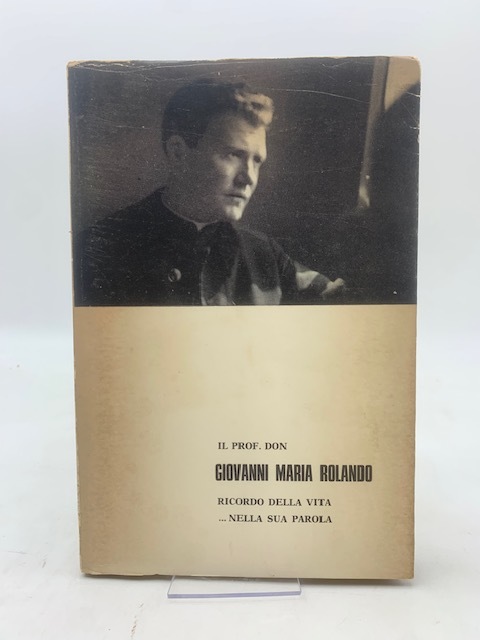 IL PROF. DON
GIOVANNI MARIA ROLANDO
RICORDO DELLA VITA
... NELLA SUA PAROLA